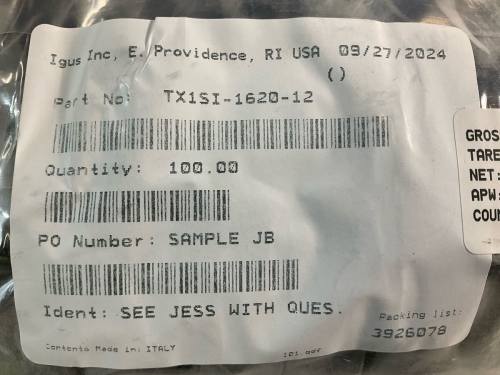 Igus Inc, E. Providence, RI USA 09/27/2024
()
Part No: TX1SI-1620-12
Quantity: 100.00
PO Number: SAMPLE JB
Ident: SEE JESS WITH QUES.
Packing list:
3926078
Contents Made in: ITALY
GROS
TARE
NET:
APW:
COUN